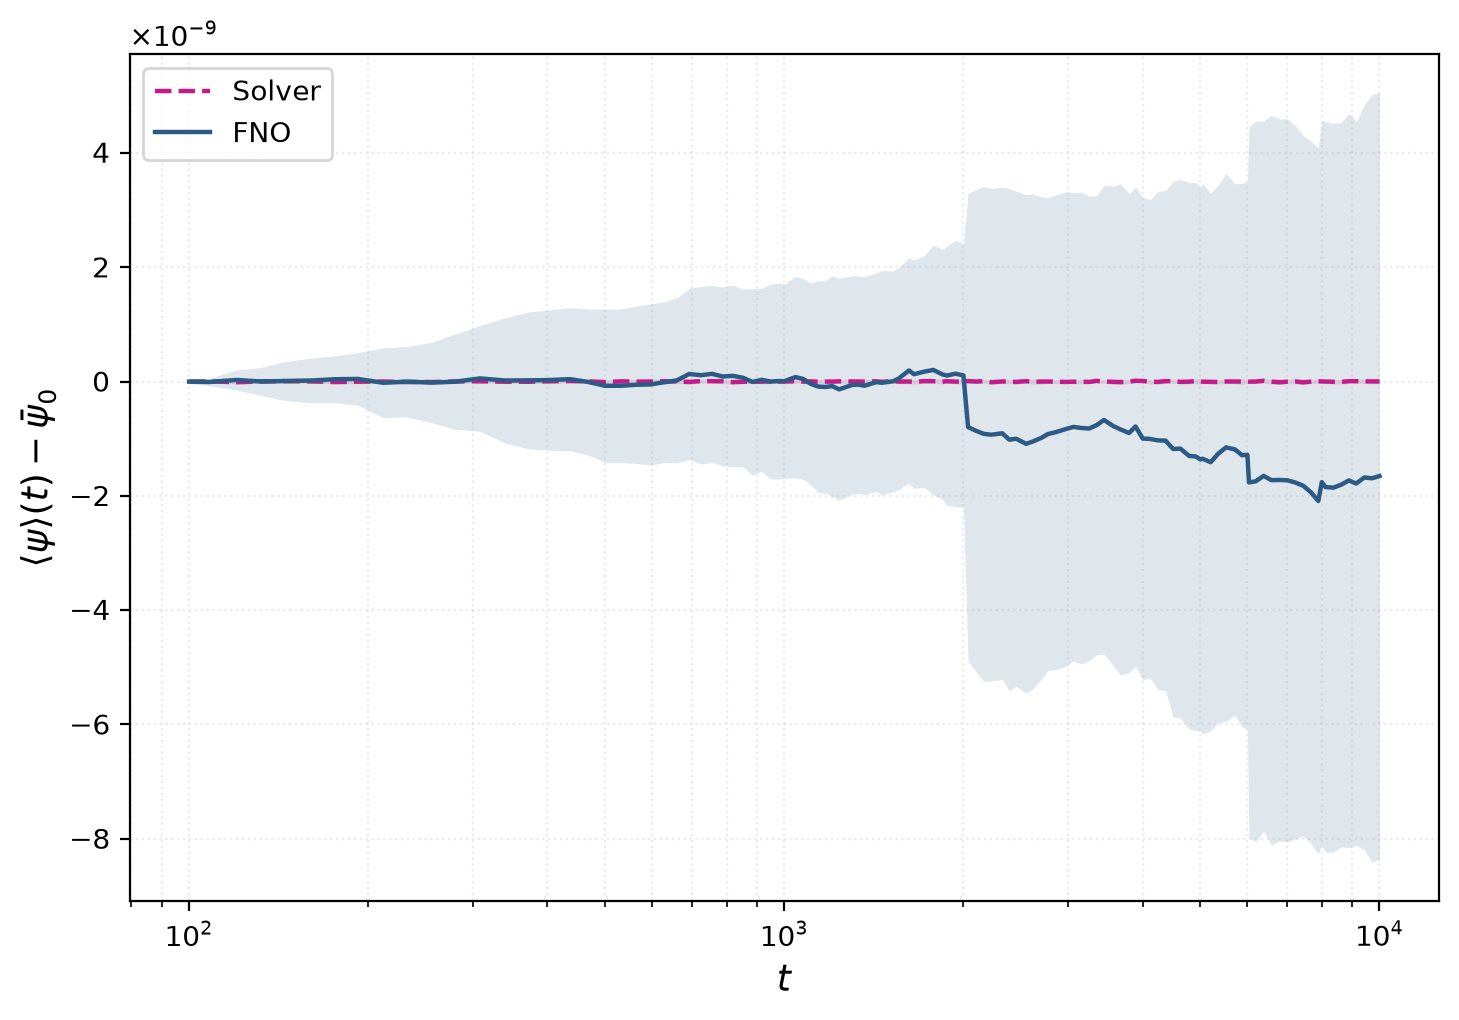 ×10⁻⁹
Solver
FNO
4
2
0
−2
−4
−6
−8
⟨ψ⟩(t) − ψ̄₀
10² 10³ 10⁴
t